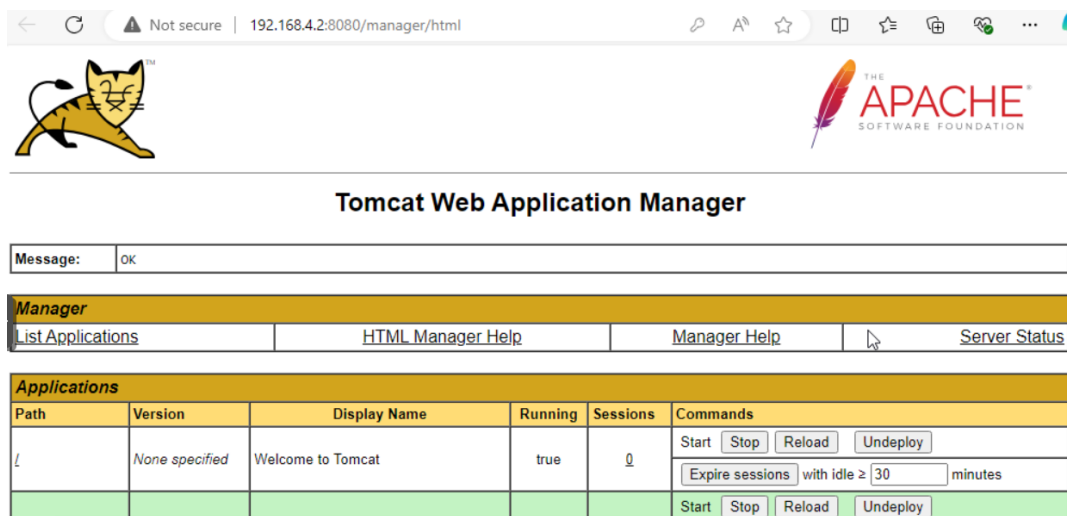 Not secure 192.168.4.2:8080/manager/html
TM
THE
APACHE®
SOFTWARE FOUNDATION
Tomcat Web Application Manager
Message: OK
Manager
List Applications HTML Manager Help Manager Help Server Status
Applications
Path Version Display Name Running Sessions Commands
/ None specified Welcome to Tomcat true 0 Start Stop Reload Undeploy
Expire sessions with idle ≥ 30 minutes
Start Stop Reload Undeploy